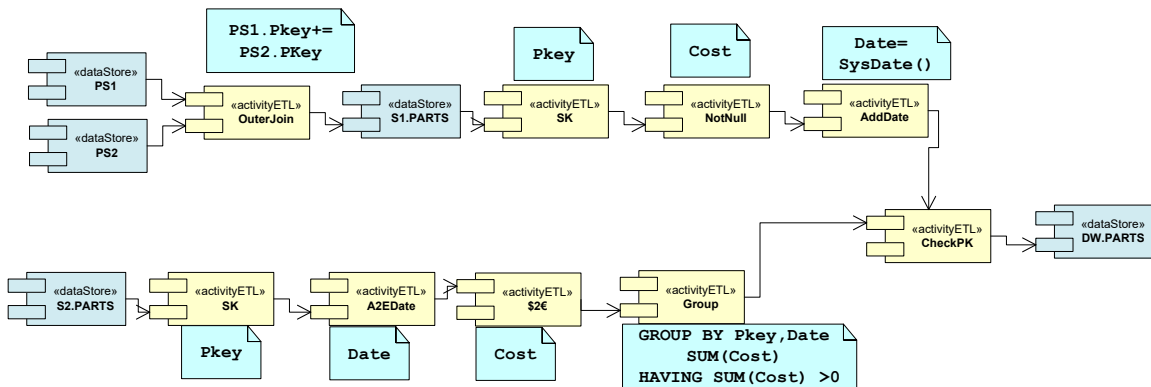 PS1.Pkey+=
PS2.PKey
Pkey
Cost
Date=
SysDate()
«dataStore»
PS1
«dataStore»
PS2
«activityETL»
OuterJoin
«dataStore»
S1.PARTS
«activityETL»
SK
«activityETL»
NotNull
«activityETL»
AddDate
«activityETL»
CheckPK
«dataStore»
DW.PARTS
«dataStore»
S2.PARTS
«activityETL»
SK
«activityETL»
A2EDate
«activityETL»
$2€
«activityETL»
Group
Pkey
Date
Cost
GROUP BY Pkey,Date
SUM(Cost)
HAVING SUM(Cost) >0